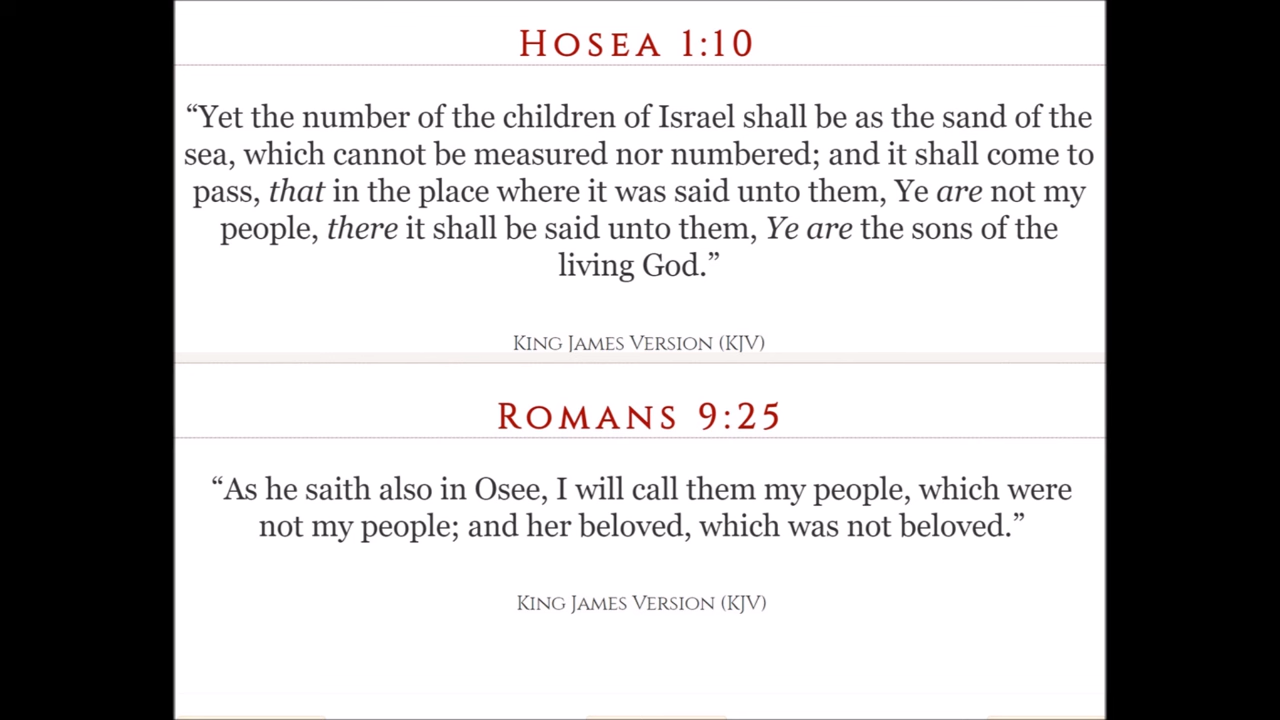 Hosea 1:10
“Yet the number of the children of Israel shall be as the sand of the
sea, which cannot be measured nor numbered; and it shall come to
pass, that in the place where it was said unto them, Ye are not my
people, there it shall be said unto them, Ye are the sons of the
living God.”
King James Version (KJV)
Romans 9:25
“As he saith also in Osee, I will call them my people, which were
not my people; and her beloved, which was not beloved.”
King James Version (KJV)